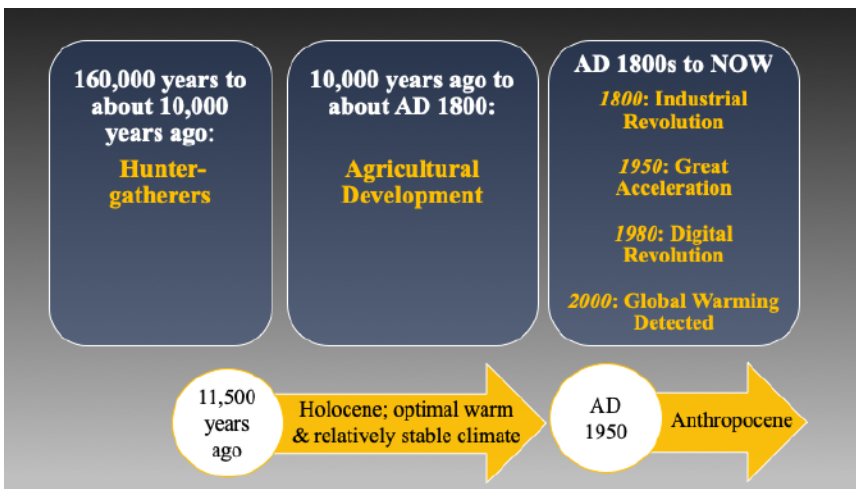 160,000 years to
about 10,000
years ago:
Hunter-
gatherers
10,000 years ago to
about AD 1800:
Agricultural
Development
AD 1800s to NOW
1800: Industrial
Revolution
1950: Great
Acceleration
1980: Digital
Revolution
2000: Global Warming
Detected
11,500
years
ago
Holocene; optimal warm
& relatively stable climate
AD
1950
Anthropocene